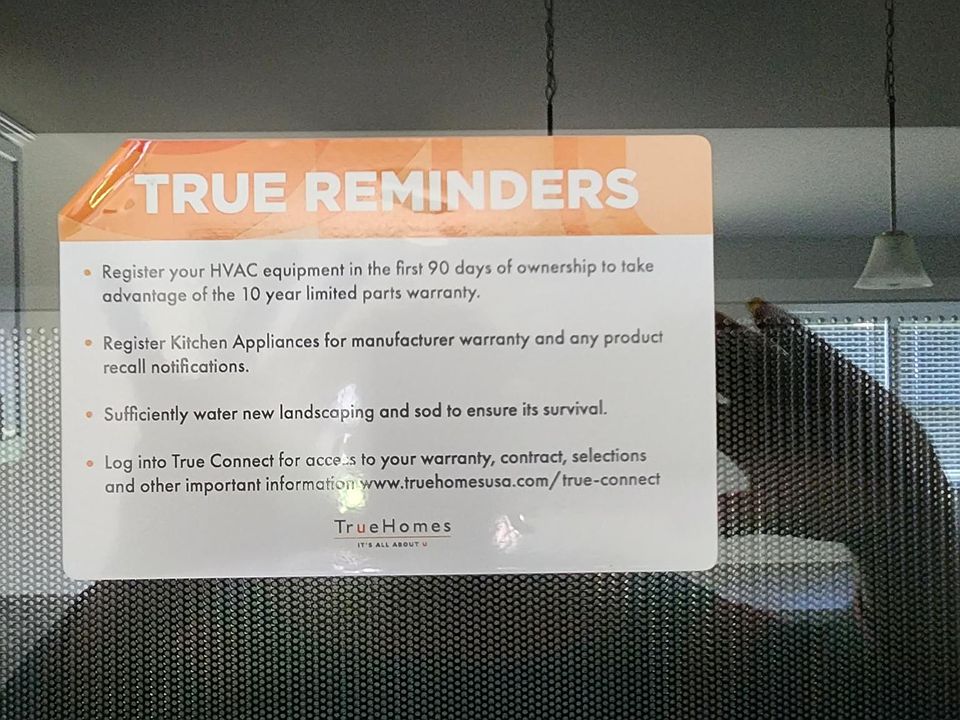 TRUE REMINDERS
• Register your HVAC equipment in the first 90 days of ownership to take
advantage of the 10 year limited parts warranty.
• Register Kitchen Appliances for manufacturer warranty and any product
recall notifications.
• Sufficiently water new landscaping and sod to ensure its survival.
• Log into True Connect for access to your warranty, contract, selections
and other important information www.truehomesusa.com/true-connect
TrueHomes
IT'S ALL ABOUT U